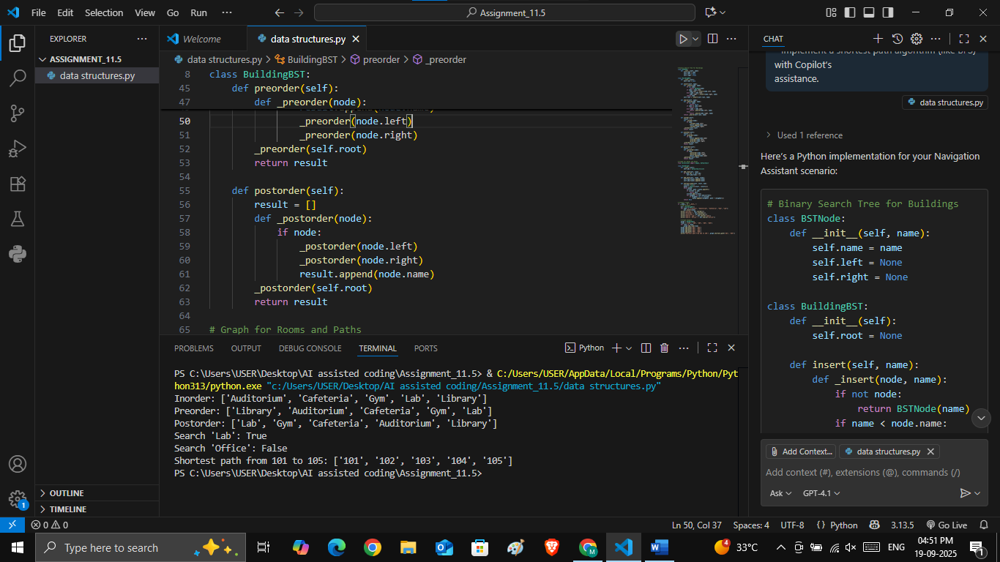 File Edit Selection View Go Run ···
Assignment_11.5
EXPLORER ···
ASSIGNMENT_11.5
data structures.py
OUTLINE
TIMELINE
Welcome
data structures.py
data structures.py > BuildingBST > preorder > _preorder
8 class BuildingBST:
45 def preorder(self):
47 def _preorder(node):
50 _preorder(node.left)
51 _preorder(node.right)
52 _preorder(self.root)
53 return result
54
55 def postorder(self):
56 result = []
57 def _postorder(node):
58 if node:
59 _postorder(node.left)
60 _postorder(node.right)
61 result.append(node.name)
62 _postorder(self.root)
63 return result
64
65 # Graph for Rooms and Paths
PROBLEMS OUTPUT DEBUG CONSOLE TERMINAL PORTS
Python
PS C:\Users\USER\Desktop\AI assisted coding\Assignment_11.5> & C:/Users/USER/AppData/Local/Programs/Python/Pyt
hon313/python.exe "c:/Users/USER/Desktop/AI assisted coding/Assignment_11.5/data structures.py"
Inorder: ['Auditorium', 'Cafeteria', 'Gym', 'Lab', 'Library']
Preorder: ['Library', 'Auditorium', 'Cafeteria', 'Gym', 'Lab']
Postorder: ['Lab', 'Gym', 'Cafeteria', 'Auditorium', 'Library']
Search 'Lab': True
Search 'Office': False
Shortest path from 101 to 105: ['101', '102', '103', '104', '105']
PS C:\Users\USER\Desktop\AI assisted coding\Assignment_11.5>
CHAT
- Implement a shortest path algorithm (like BFS)
with Copilot's
assistance.
data structures.py
Used 1 reference
Here's a Python implementation for your Navigation
Assistant scenario:
# Binary Search Tree for Buildings
class BSTNode:
def __init__(self, name):
self.name = name
self.left = None
self.right = None
class BuildingBST:
def __init__(self):
self.root = None
def insert(self, name):
def _insert(node, name):
if not node:
return BSTNode(name)
if name < node.name:
Add Context...
data structures.py
Add context (#), extensions (@), commands (/)
Ask
GPT-4.1
1
0 0
Ln 50, Col 37 Spaces: 4 UTF-8 {} Python 3.13.5 Go Live
Type here to search
4
33°C
ENG
04:51 PM
19-09-2025
1